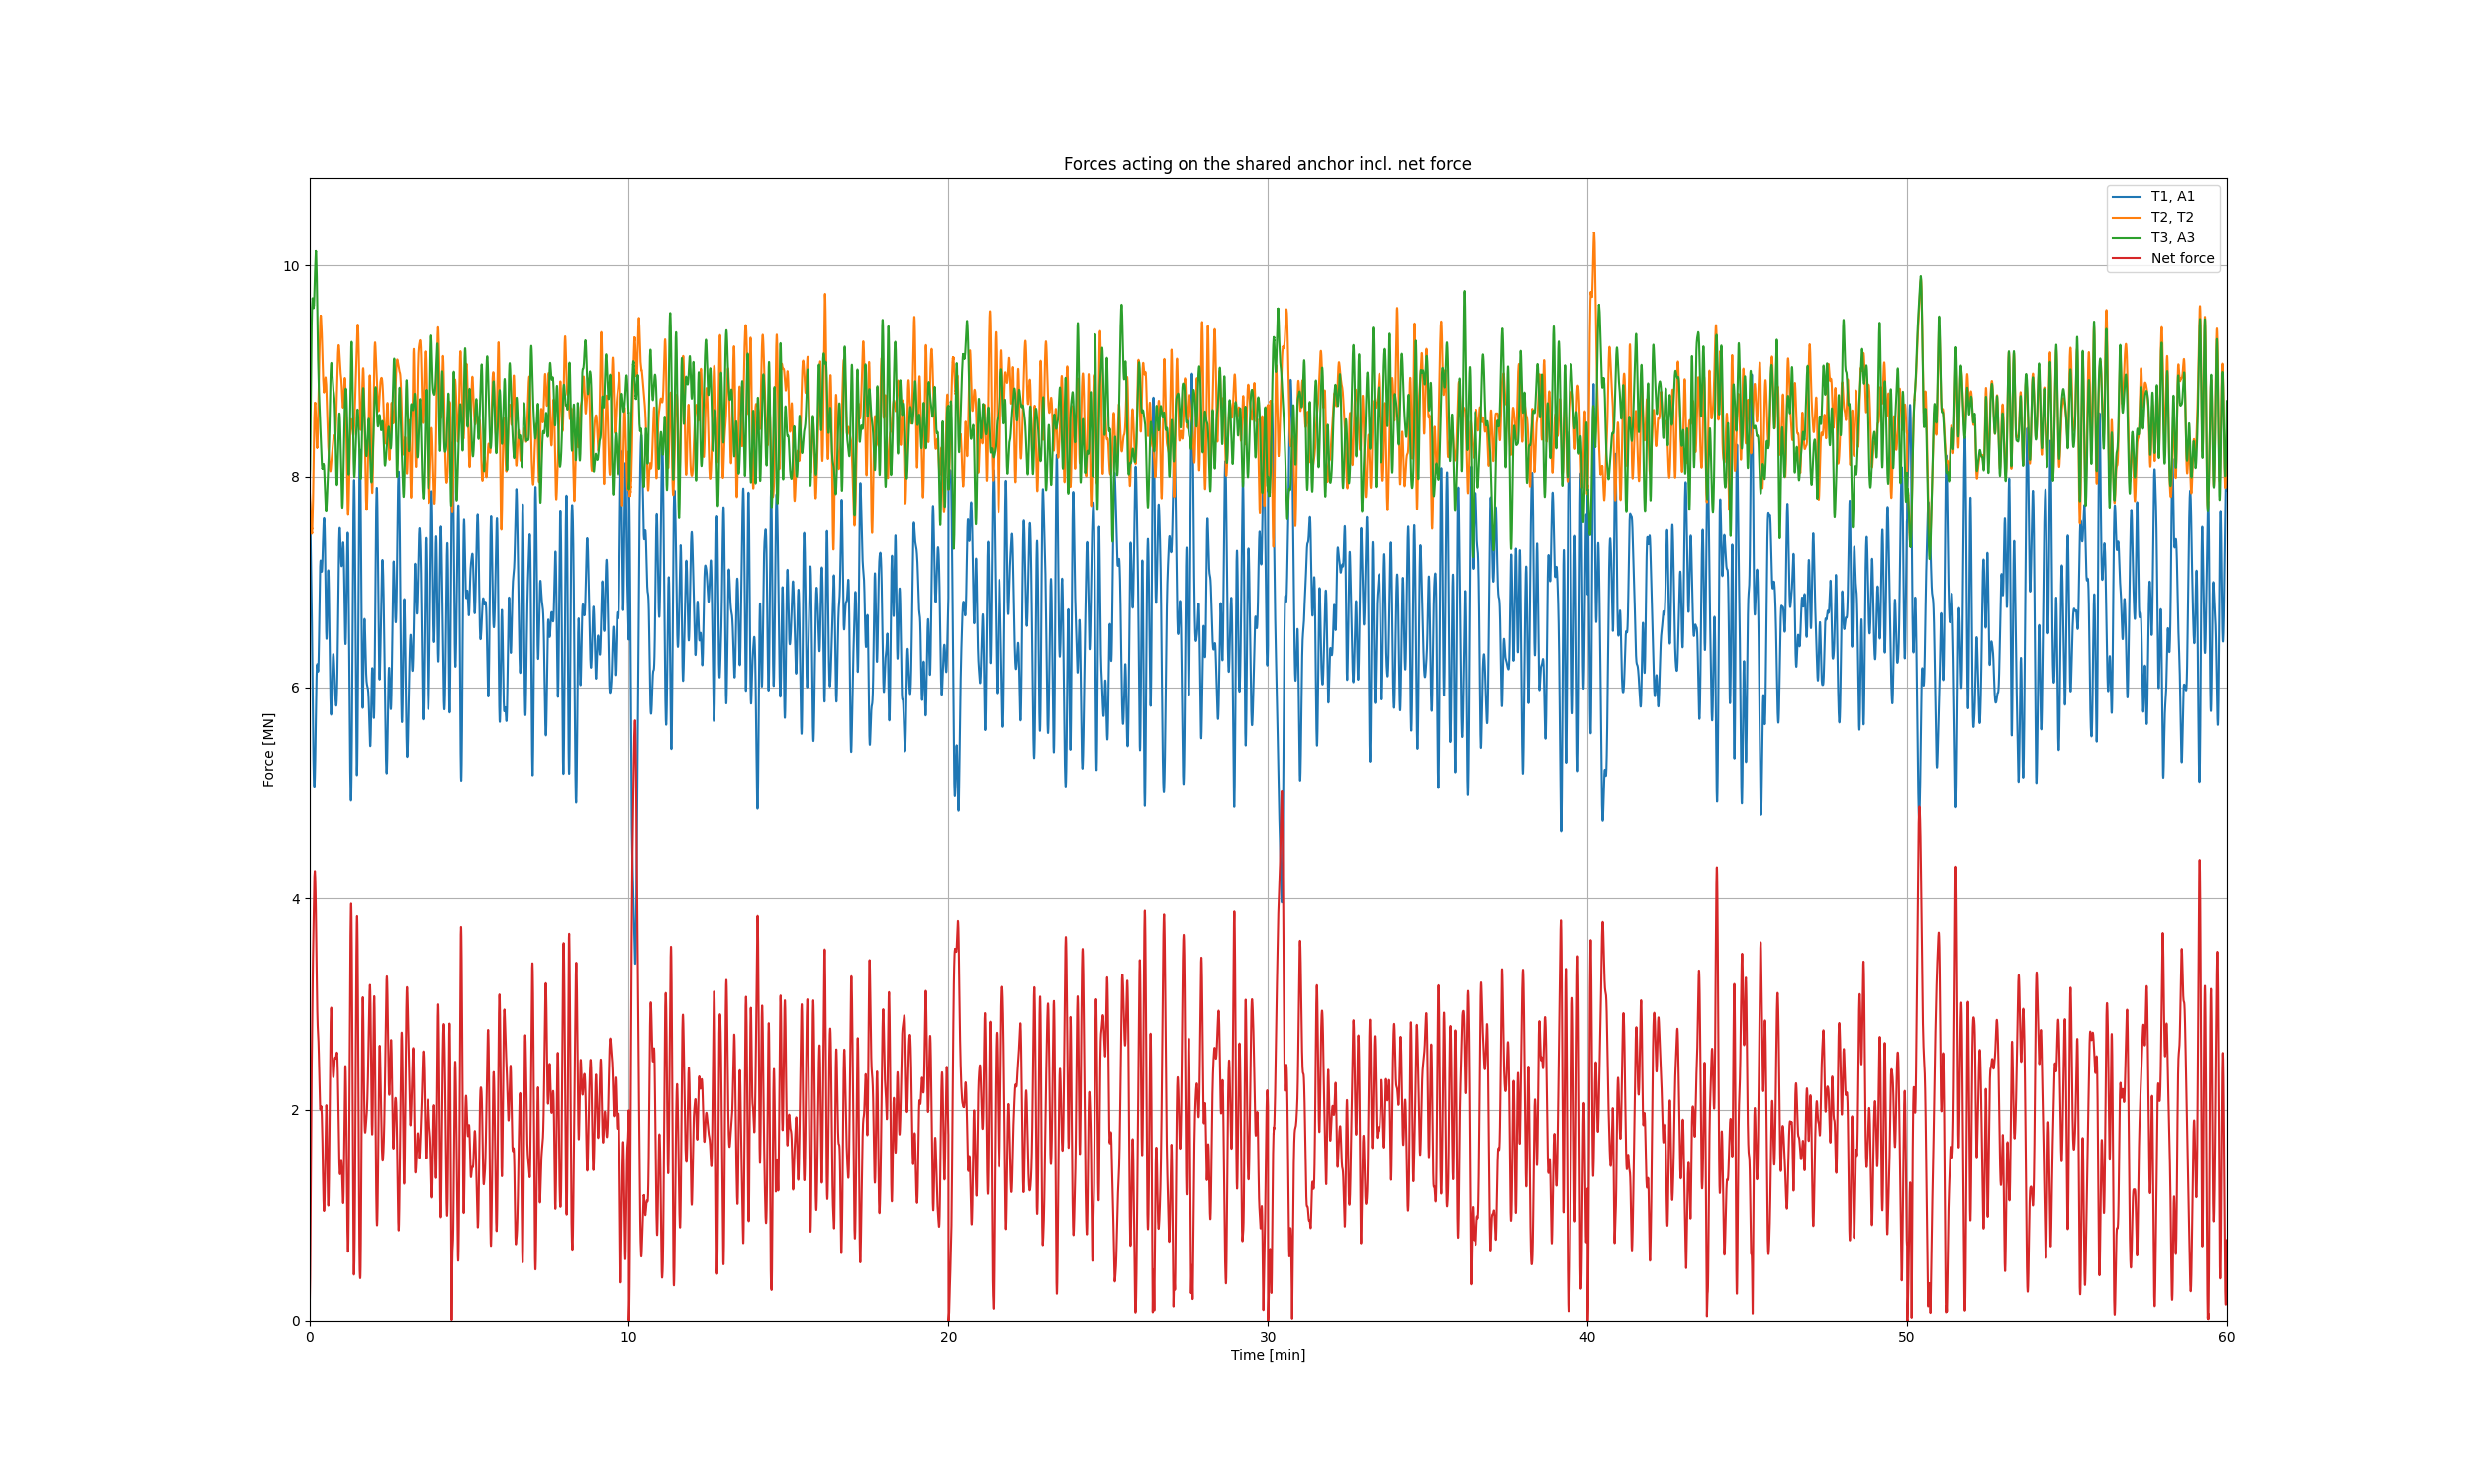 Forces acting on the shared anchor incl. net force
T1, A1
T2, T2
T3, A3
Net force
Force [MN]
10
8
6
4
2
0
0 10 20 30 40 50 60
Time [min]